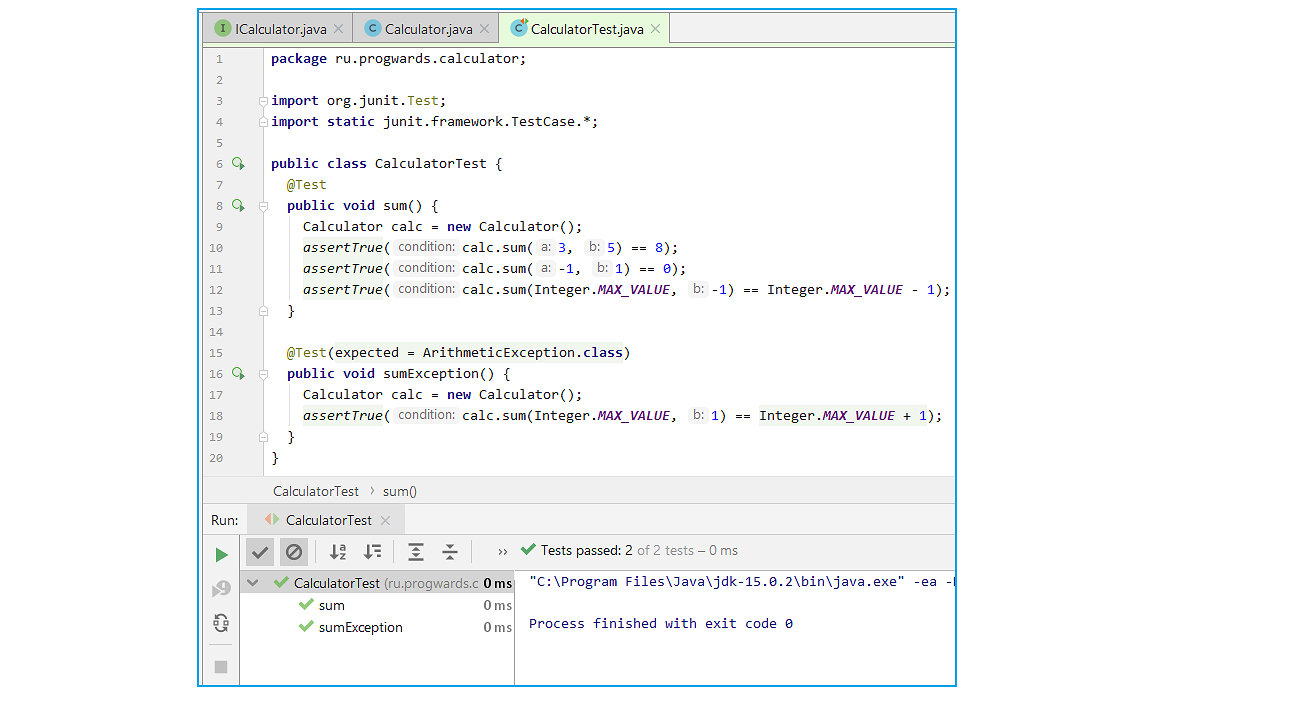 ICalculator.java Calculator.java CalculatorTest.java
1 package ru.progwards.calculator;
2
3 import org.junit.Test;
4 import static junit.framework.TestCase.*;
5
6 public class CalculatorTest {
7 @Test
8 public void sum() {
9 Calculator calc = new Calculator();
10 assertTrue( condition: calc.sum( a: 3, b: 5) == 8);
11 assertTrue( condition: calc.sum( a: -1, b: 1) == 0);
12 assertTrue( condition: calc.sum(Integer.MAX_VALUE, b: -1) == Integer.MAX_VALUE - 1);
13 }
14
15 @Test(expected = ArithmeticException.class)
16 public void sumException() {
17 Calculator calc = new Calculator();
18 assertTrue( condition: calc.sum(Integer.MAX_VALUE, b: 1) == Integer.MAX_VALUE + 1);
19 }
20 }
CalculatorTest › sum()
Run: CalculatorTest
Tests passed: 2 of 2 tests – 0 ms
CalculatorTest (ru.progwards.c 0 ms
sum 0 ms
sumException 0 ms
"C:\Program Files\Java\jdk-15.0.2\bin\java.exe" -ea -
Process finished with exit code 0